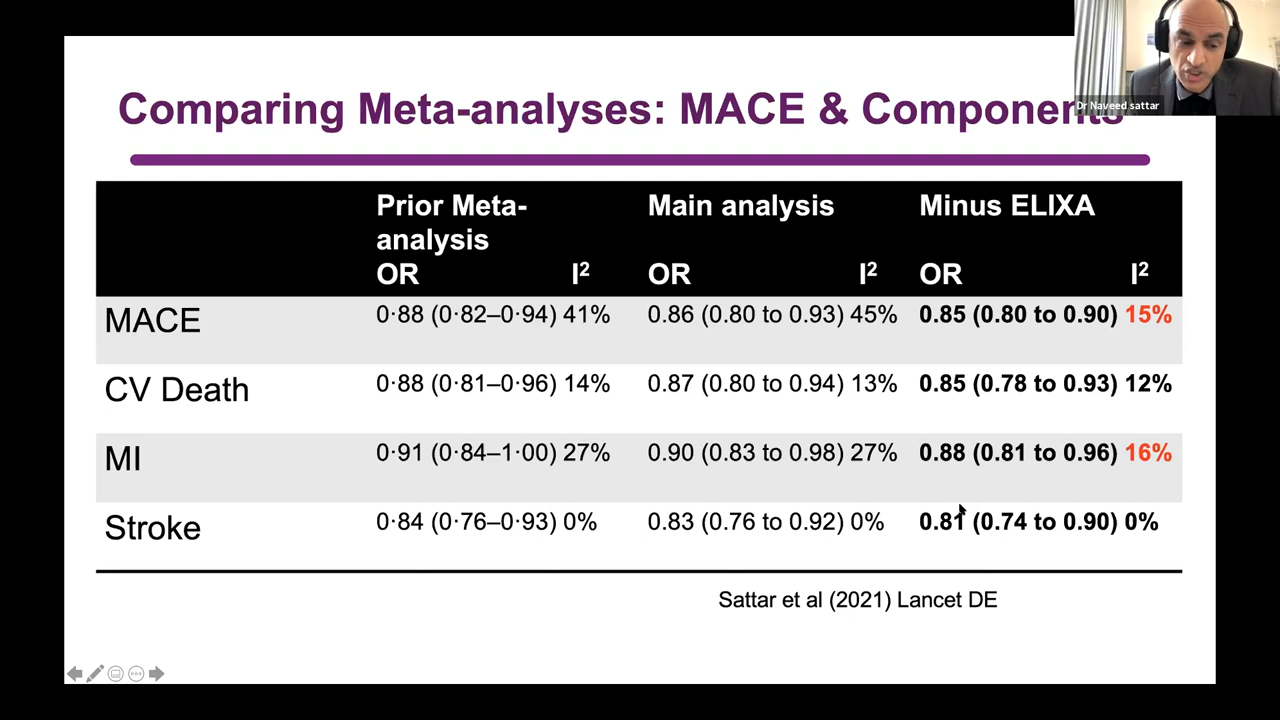 Comparing Meta-analyses: MACE & Components
Dr Naveed sattar
Prior Meta-
analysis
OR I²
Main analysis
OR I²
Minus ELIXA
OR I²
MACE 0·88 (0·82–0·94) 41% 0.86 (0.80 to 0.93) 45% 0.85 (0.80 to 0.90) 15%
CV Death 0·88 (0·81–0·96) 14% 0.87 (0.80 to 0.94) 13% 0.85 (0.78 to 0.93) 12%
MI 0·91 (0·84–1·00) 27% 0.90 (0.83 to 0.98) 27% 0.88 (0.81 to 0.96) 16%
Stroke 0·84 (0·76–0·93) 0% 0.83 (0.76 to 0.92) 0% 0.81 (0.74 to 0.90) 0%
Sattar et al (2021) Lancet DE